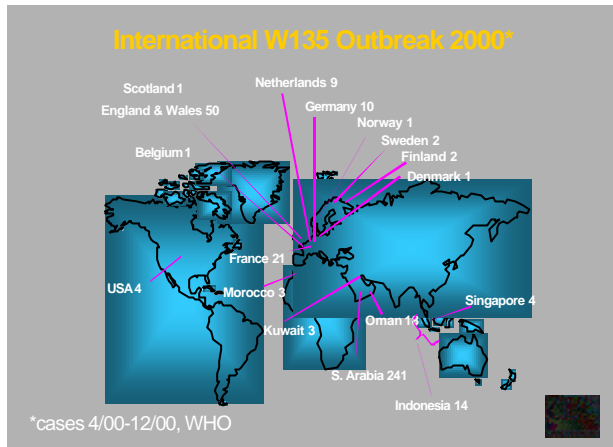 International W135 Outbreak 2000*
Netherlands 9
Scotland 1
England & Wales 50
Germany 10
Norway 1
Sweden 2
Belgium 1
Finland 2
Denmark 1
France 21
USA 4
Morocco 3
Singapore 4
Oman 18
Kuwait 3
S. Arabia 241
Indonesia 14
*cases 4/00-12/00, WHO